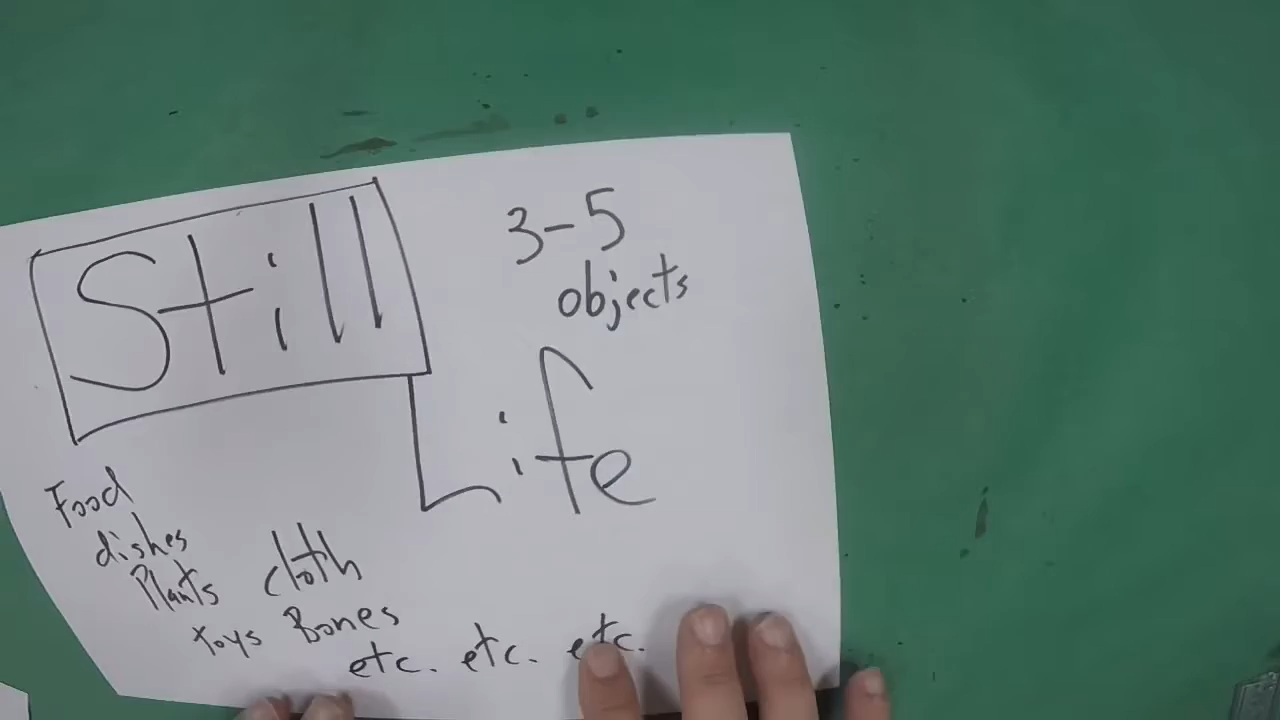 Still
3-5
objects
Life
Food
dishes
Plants cloth
toys Bones
etc. etc. etc.